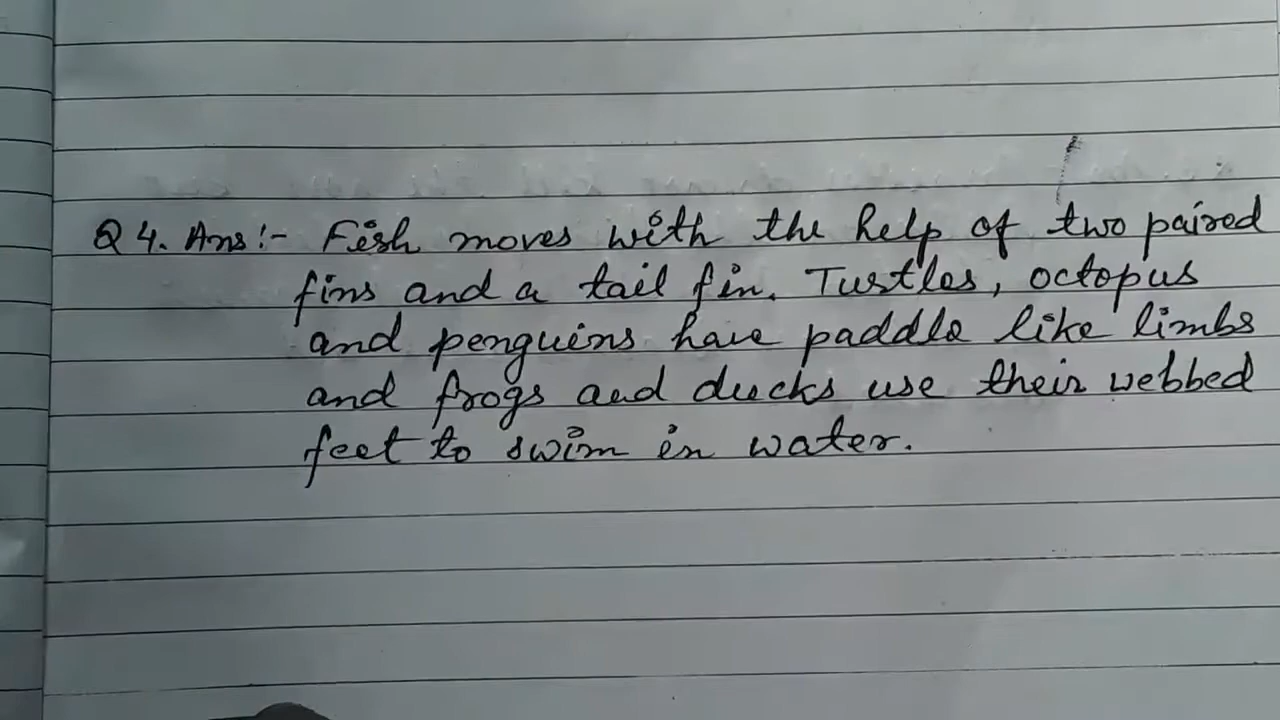 Q4. Ans:- Fish moves with the help of two paired
fins and a tail fin. Turtles, octopus
and penguins have paddle like limbs
and frogs and ducks use their webbed
feet to swim in water.